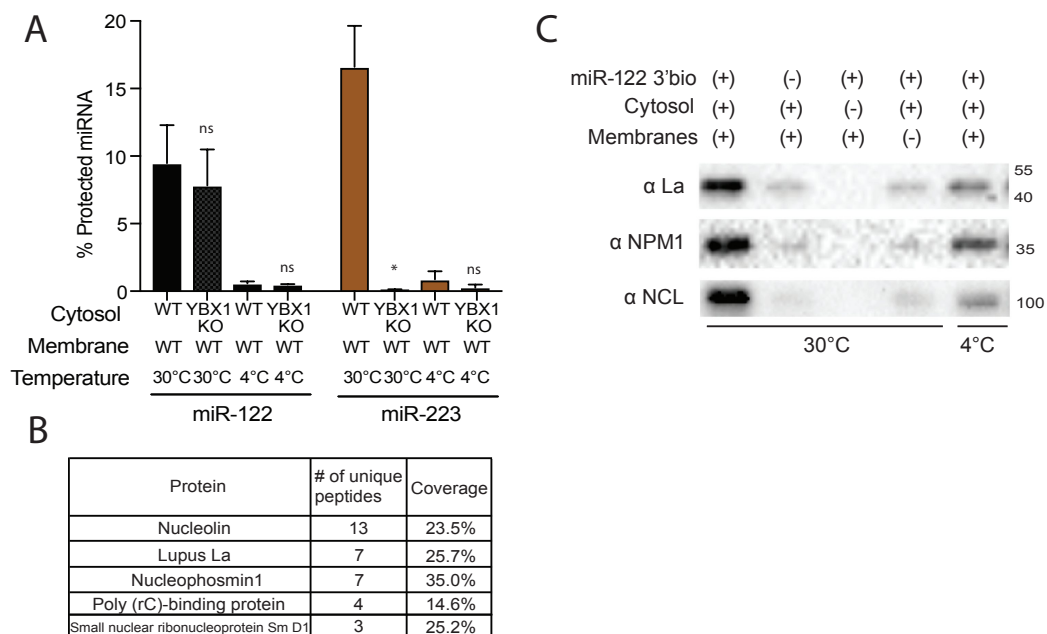 A
20
15
10
5
0
% Protected miRNA
ns
ns
*
ns
Cytosol WT YBX1 KO WT YBX1 KO WT YBX1 KO WT YBX1 KO
Membrane WT WT WT WT WT WT WT WT
Temperature 30°C 30°C 4°C 4°C 30°C 30°C 4°C 4°C
miR-122 miR-223
B
Protein # of unique peptides Coverage
Nucleolin 13 23.5%
Lupus La 7 25.7%
Nucleophosmin1 7 35.0%
Poly (rC)-binding protein 4 14.6%
Small nuclear ribonucleoprotein Sm D1 3 25.2%
C
miR-122 3'bio (+) (-) (+) (+) (+)
Cytosol (+) (+) (-) (+) (+)
Membranes (+) (+) (+) (-) (+)
α La 55
40
α NPM1 35
α NCL 100
30°C 4°C